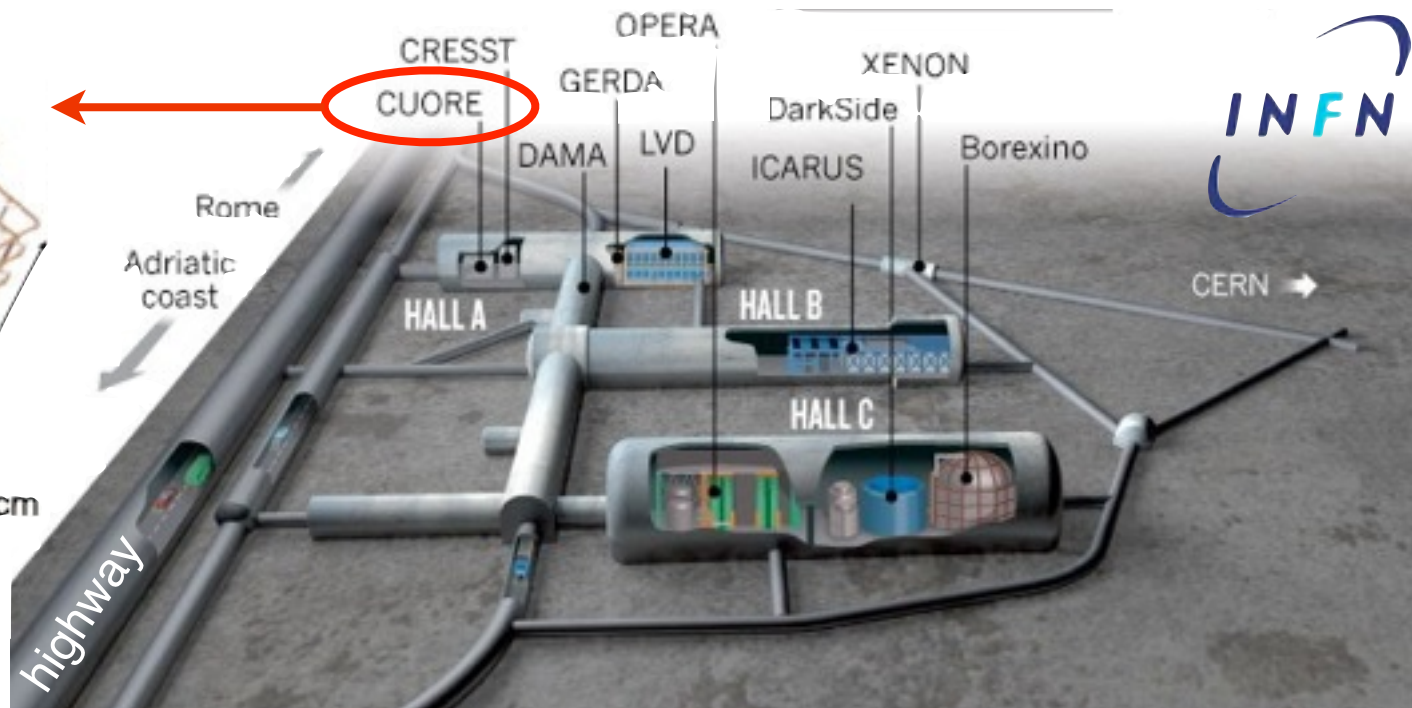 OPERA
CRESST
XENON
GERDA
CUORE
DarkSide
INFN
DAMA
LVD
ICARUS
Borexino
Rome
Adriatic
coast
CERN
HALL A
HALL B
HALL C
cm
highway